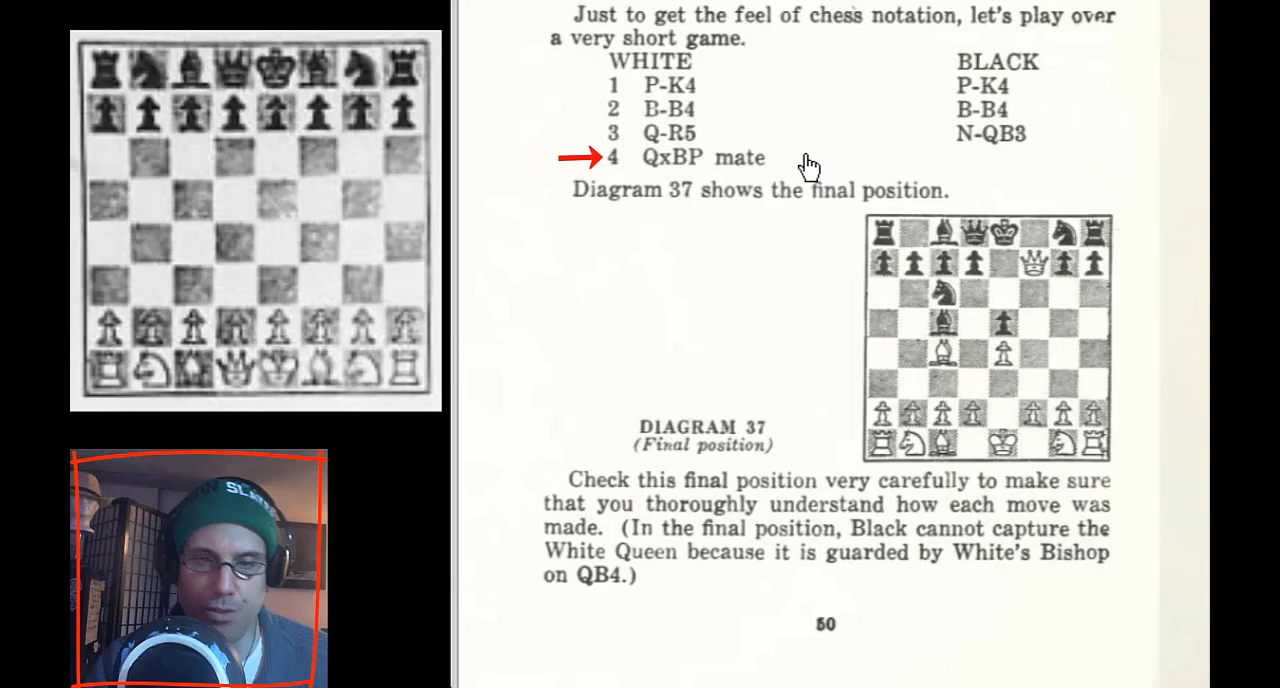 Just to get the feel of chess notation, let's play over
a very short game.
WHITE BLACK
1 P-K4 P-K4
2 B-B4 B-B4
3 Q-R5 N-QB3
4 QxBP mate
Diagram 37 shows the final position.
DIAGRAM 37
(Final position)
Check this final position very carefully to make sure
that you thoroughly understand how each move was
made. (In the final position, Black cannot capture the
White Queen because it is guarded by White's Bishop
on QB4.)
50